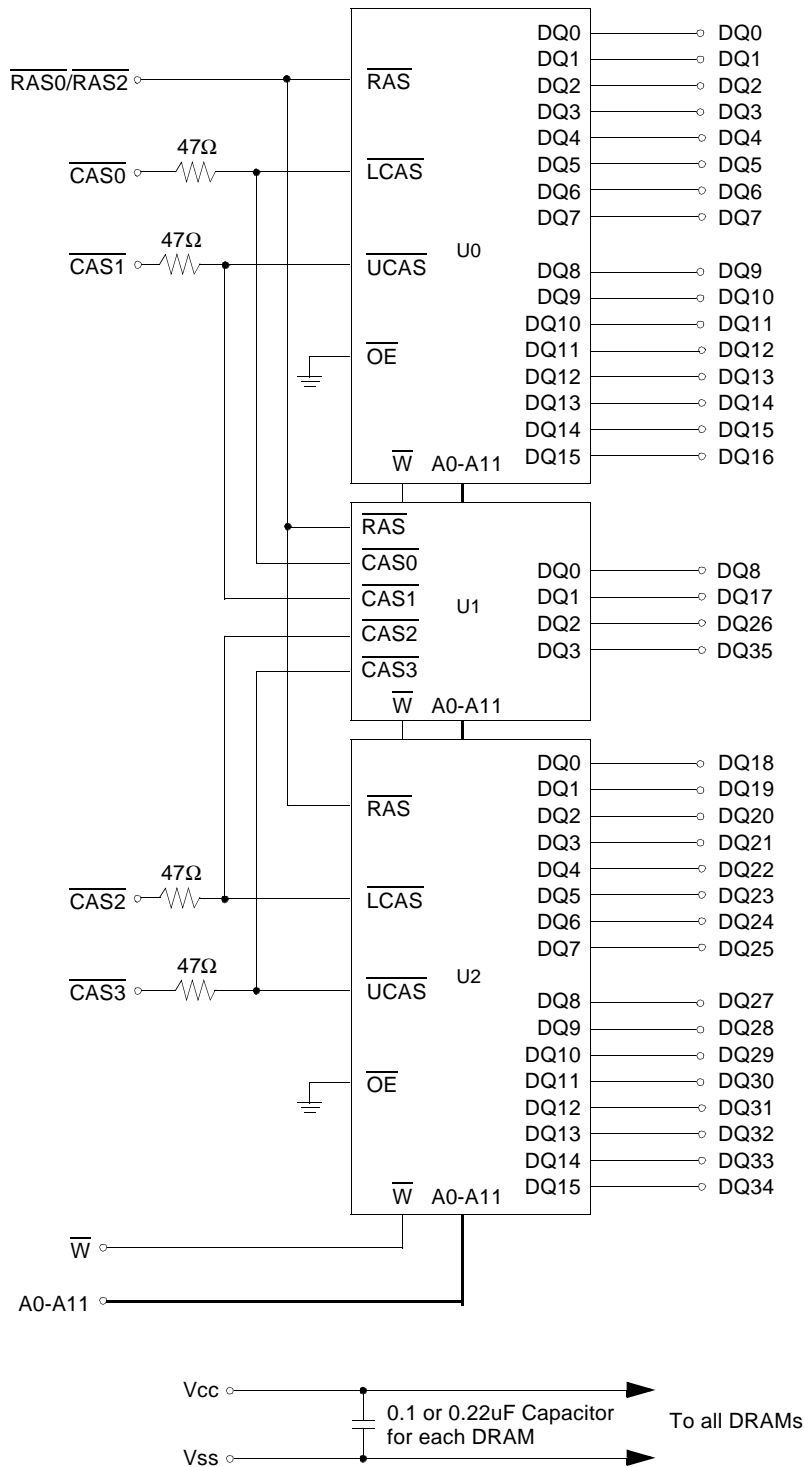 RAS0/RAS2
47Ω
CAS0
47Ω
CAS1
RAS
LCAS
UCAS
U0
OE
W A0-A11
DQ0 DQ0
DQ1 DQ1
DQ2 DQ2
DQ3 DQ3
DQ4 DQ4
DQ5 DQ5
DQ6 DQ6
DQ7 DQ7
DQ8 DQ9
DQ9 DQ10
DQ10 DQ11
DQ11 DQ12
DQ12 DQ13
DQ13 DQ14
DQ14 DQ15
DQ15 DQ16
RAS
CAS0
CAS1
CAS2
CAS3
U1
W A0-A11
DQ0 DQ8
DQ1 DQ17
DQ2 DQ26
DQ3 DQ35
47Ω
CAS2
47Ω
CAS3
RAS
LCAS
UCAS
U2
OE
W A0-A11
DQ0 DQ18
DQ1 DQ19
DQ2 DQ20
DQ3 DQ21
DQ4 DQ22
DQ5 DQ23
DQ6 DQ24
DQ7 DQ25
DQ8 DQ27
DQ9 DQ28
DQ10 DQ29
DQ11 DQ30
DQ12 DQ31
DQ13 DQ32
DQ14 DQ33
DQ15 DQ34
W
A0-A11
Vcc
0.1 or 0.22uF Capacitor
for each DRAM
To all DRAMs
Vss